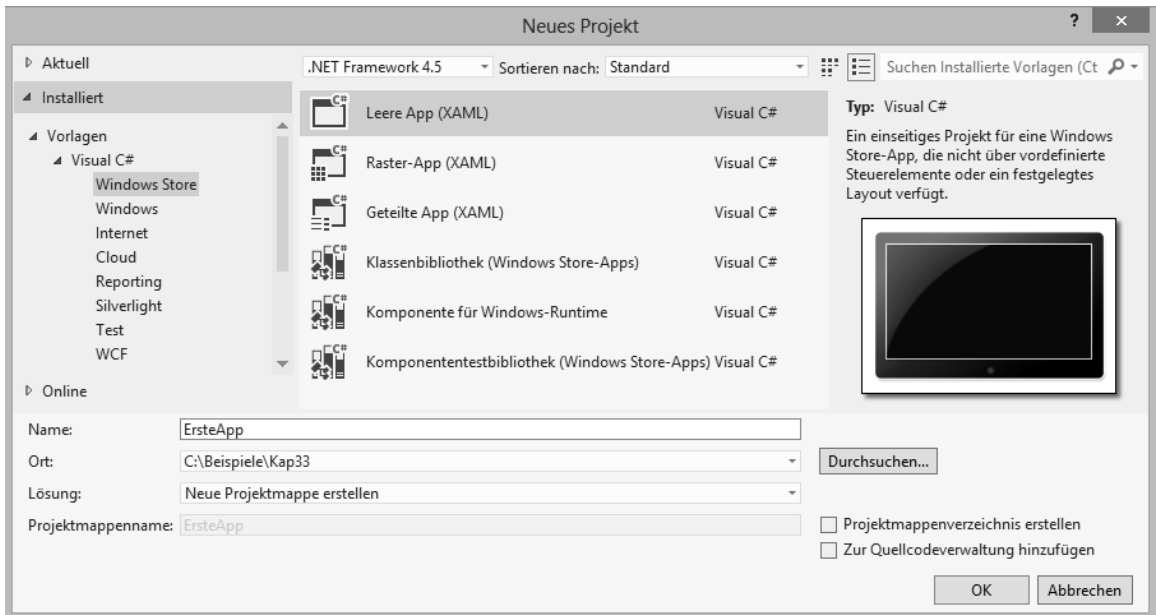 Neues Projekt
? ×
Aktuell
.NET Framework 4.5
Sortieren nach: Standard
Suchen Installierte Vorlagen (Ct
Installiert
Vorlagen
Visual C#
Windows Store
Windows
Internet
Cloud
Reporting
Silverlight
Test
WCF
Online
C# Leere App (XAML) Visual C#
C# Raster-App (XAML) Visual C#
C# Geteilte App (XAML) Visual C#
C# Klassenbibliothek (Windows Store-Apps) Visual C#
C# Komponente für Windows-Runtime Visual C#
C# Komponententestbibliothek (Windows Store-Apps) Visual C#
Typ: Visual C#
Ein einseitiges Projekt für eine Windows
Store-App, die nicht über vordefinierte
Steuerelemente oder ein festgelegtes
Layout verfügt.
Name: ErsteApp
Ort: C:\Beispiele\Kap33
Durchsuchen...
Lösung: Neue Projektmappe erstellen
Projektmappenname: ErsteApp
Projektmappenverzeichnis erstellen
Zur Quellcodeverwaltung hinzufügen
OK Abbrechen